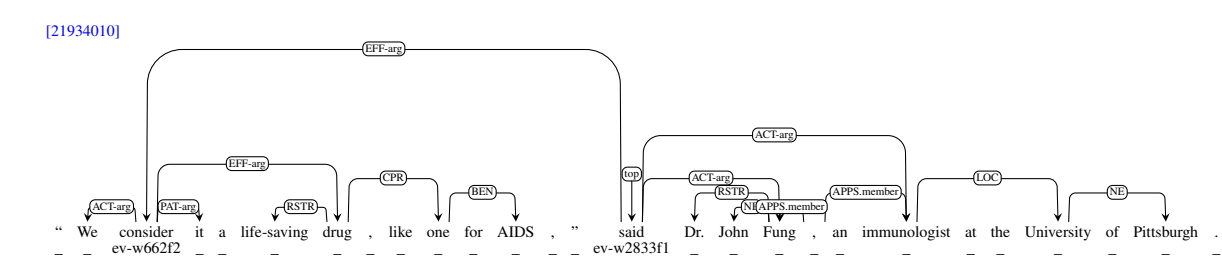 [21934010]
EFF-arg
ACT-arg
EFF-arg
top
ACT-arg
CPR
LOC
RSTR
BEN
APPS.member
NE
ACT-arg
PAT-arg
RSTR
APPS.member
“ We consider it a life-saving drug , like one for AIDS , ” said Dr. John Fung , an immunologist at the University of Pittsburgh .
_ _ ev-w662f2 _ _ _ _ _ _ _ _ _ _ _ ev-w2833f1 _ _ _ _ _ _ _ _ _ _ _ _ _